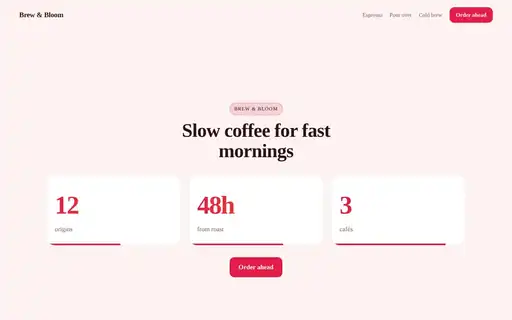 Brew & Bloom
Espresso
Pour over
Cold brew
Order ahead
BREW & BLOOM
Slow coffee for fast
mornings
12
origins
48h
from roast
3
cafés
Order ahead